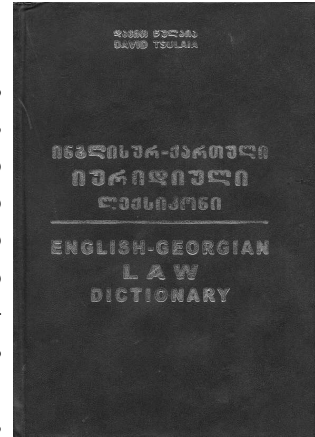 დავით წულაია
DAVID TSULAIA
ინგლისურ-ქართული
იურიდიული
ლექსიკონი
ENGLISH-GEORGIAN
LAW
DICTIONARY